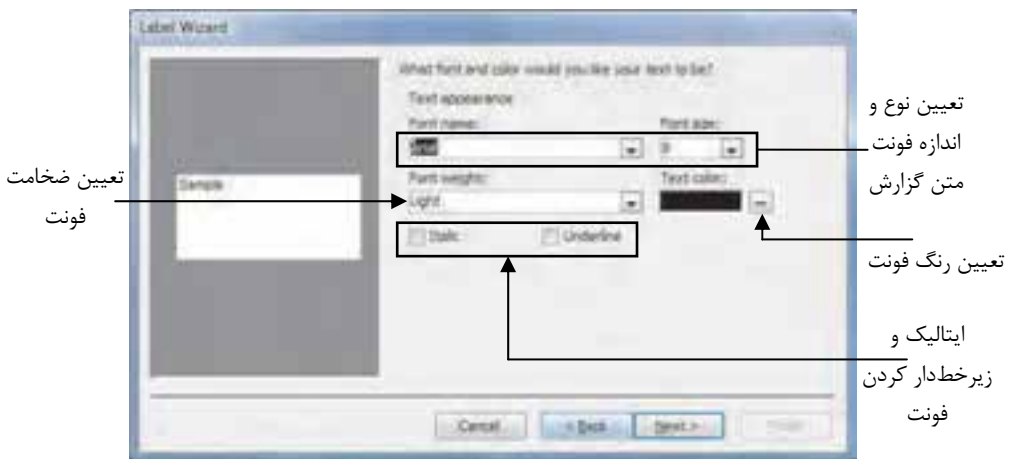 Label Wizard
What font and color would you like your text to be?
Text appearance
Font name:
Font size:
Arial
9
Font weight:
Text color:
Light
Italic
Underline
Sample
Cancel
< Back
Next >
تعیین نوع و
اندازه فونت
متن گزارش
تعیین ضخامت
فونت
تعیین رنگ فونت
ایتالیک و
زیرخط‌دار کردن
فونت